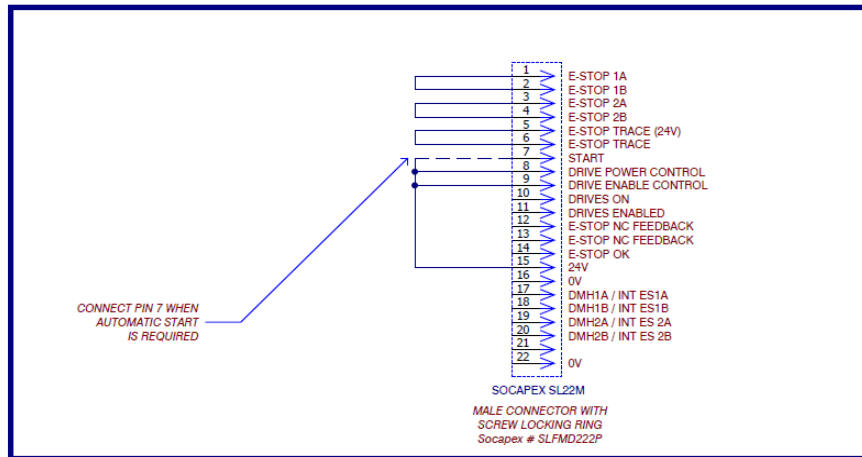 1 E-STOP 1A
2 E-STOP 1B
3 E-STOP 2A
4 E-STOP 2B
5 E-STOP TRACE (24V)
6 E-STOP TRACE
7 START
8 DRIVE POWER CONTROL
9 DRIVE ENABLE CONTROL
10 DRIVES ON
11 DRIVES ENABLED
12 E-STOP NC FEEDBACK
13 E-STOP NC FEEDBACK
14 E-STOP OK
15 24V
16 0V
17 DMH1A / INT ES1A
18 DMH1B / INT ES1B
19 DMH2A / INT ES 2A
20 DMH2B / INT ES 2B
21
22 0V
CONNECT PIN 7 WHEN
AUTOMATIC START
IS REQUIRED
SOCAPEX SL22M
MALE CONNECTOR WITH
SCREW LOCKING RING
Socapex # SLFMD222P